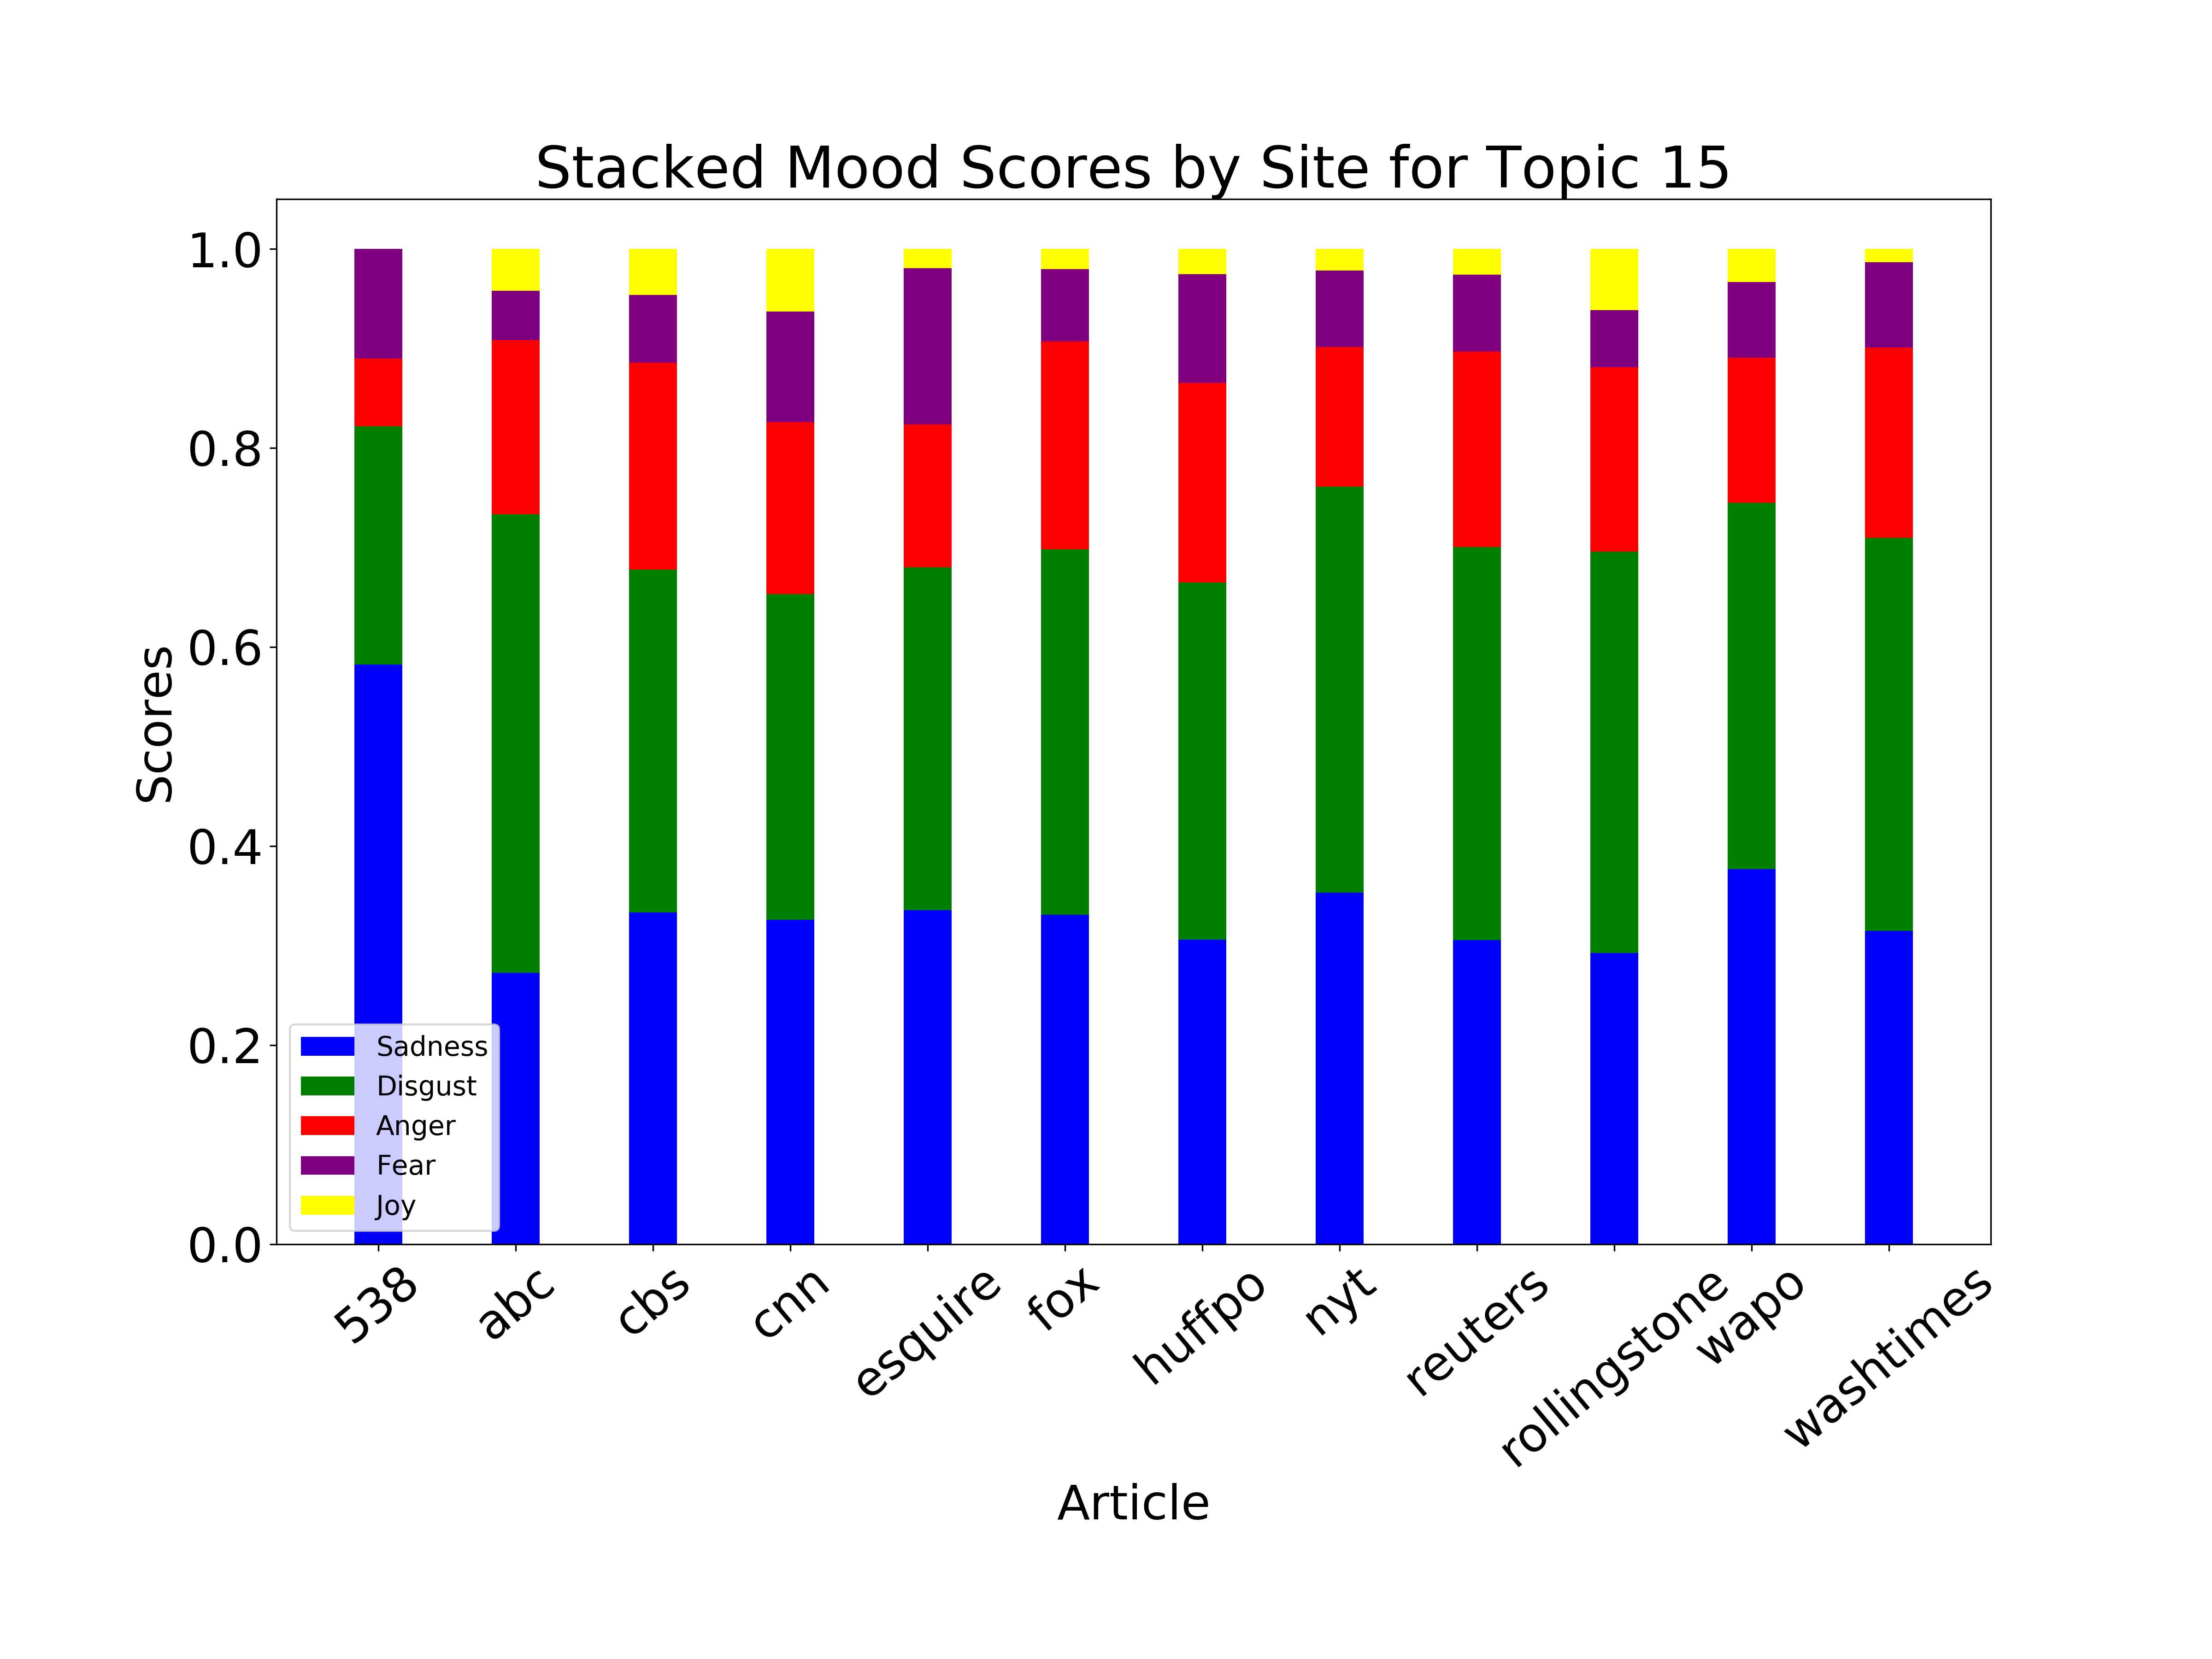 Stacked Mood Scores by Site for Topic 15
1.0
0.8
0.6
0.4
0.2
0.0
Scores
Sadness
Disgust
Anger
Fear
Joy
538
abc
cbs
cnn
esquire
fox
huffpo
nyt
reuters
rollingstone
wapo
washtimes
Article